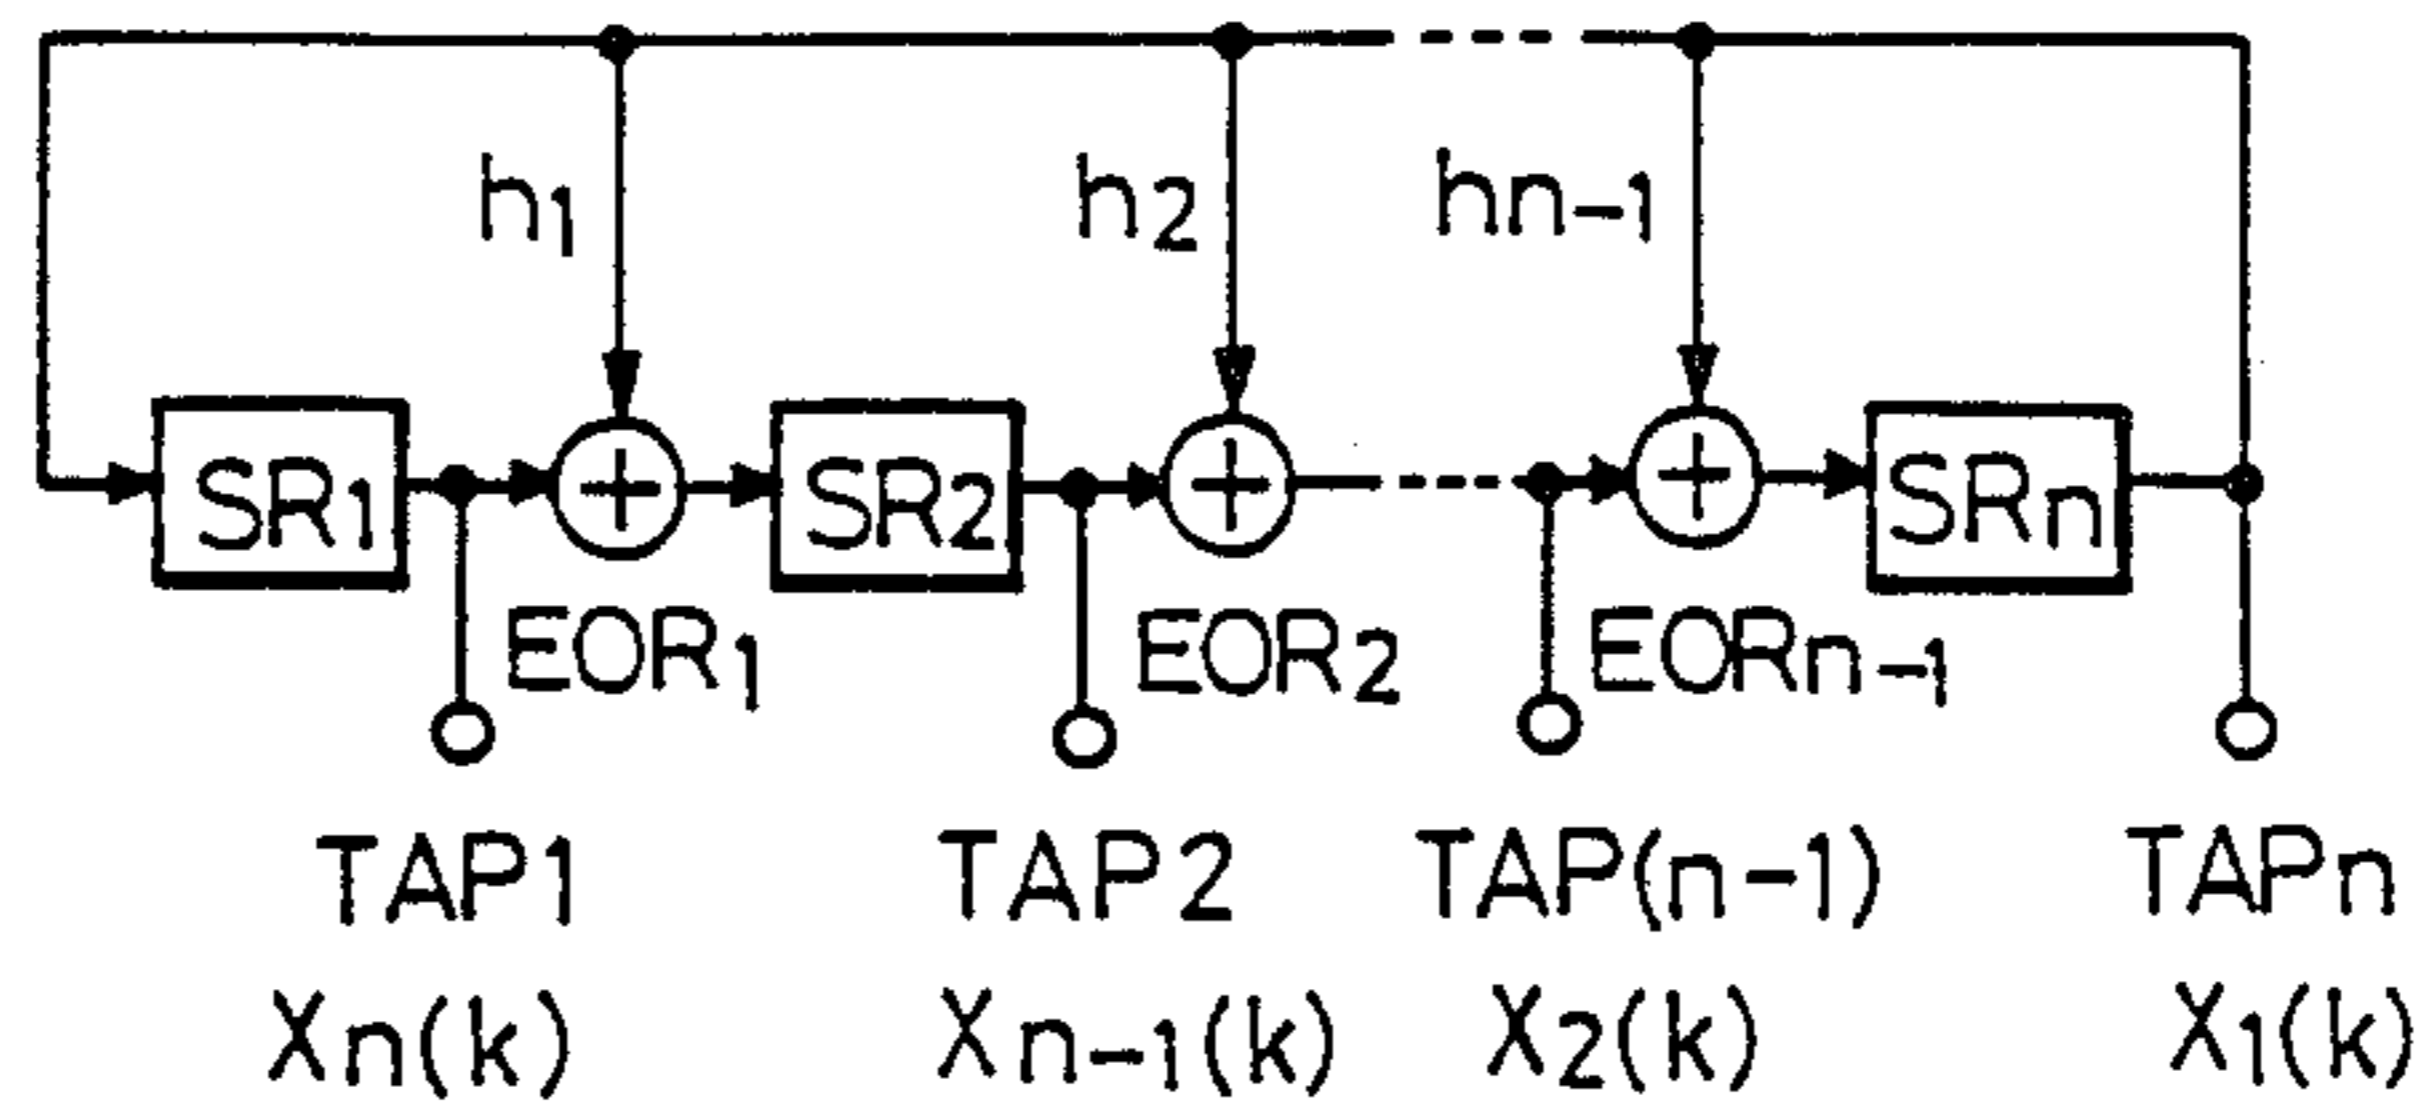 h1 h2 hn-1
SR1 + SR2 + + SRn
EOR1 EOR2 EORn-1
TAP1 TAP2 TAP(n-1) TAPn
Xn(k) Xn-1(k) X2(k) X1(k)